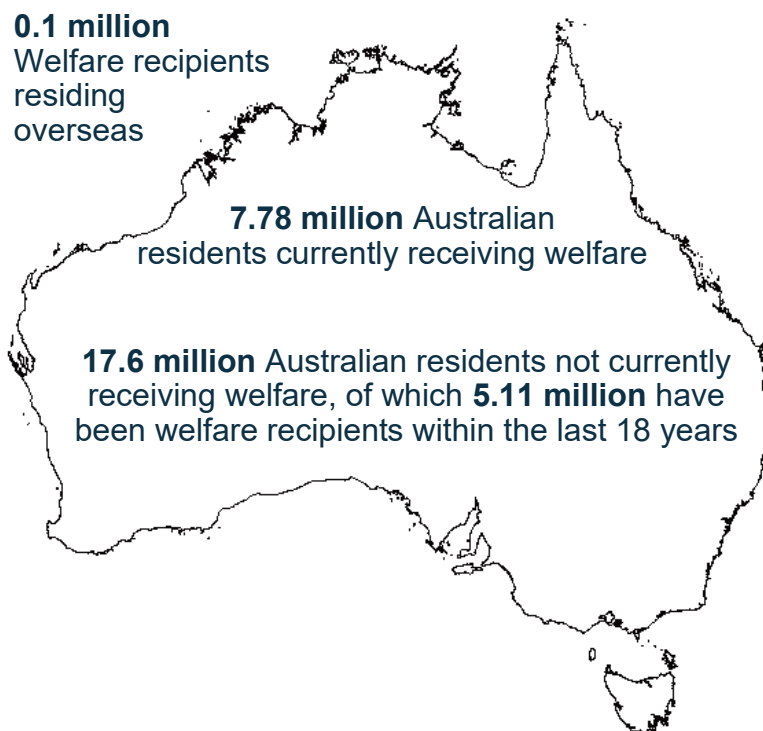 0.1 million
Welfare recipients
residing
overseas
7.78 million Australian
residents currently receiving welfare
17.6 million Australian residents not currently
receiving welfare, of which 5.11 million have
been welfare recipients within the last 18 years